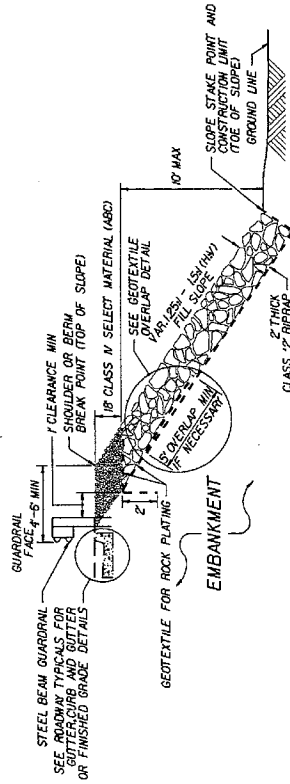 GUARDRAIL
FACE
4'-6" MIN
STEEL BEAM GUARDRAIL
SEE ROADWAY TYPICALS FOR
GUTTER, CURB AND GUTTER
OR FINISHED GRADE DETAILS
1' CLEARANCE MIN
SHOULDER OR BERM
BREAK POINT (TOP OF SLOPE)
18" CLASS IV SELECT MATERIAL (ABC)
SEE GEOTEXTILE
OVERLAP DETAIL
VAR. 1.25:1 - 1.5:1 (H:V)
FILL SLOPE
10' MAX
SLOPE STAKE POINT AND
CONSTRUCTION LIMIT
(TOE OF SLOPE)
GROUND LINE
2'
1.5' OVERLAP MIN
IF NECESSARY
GEOTEXTILE FOR ROCK PLATING
EMBANKMENT
2' THICK
CLASS '2' RIPRAP